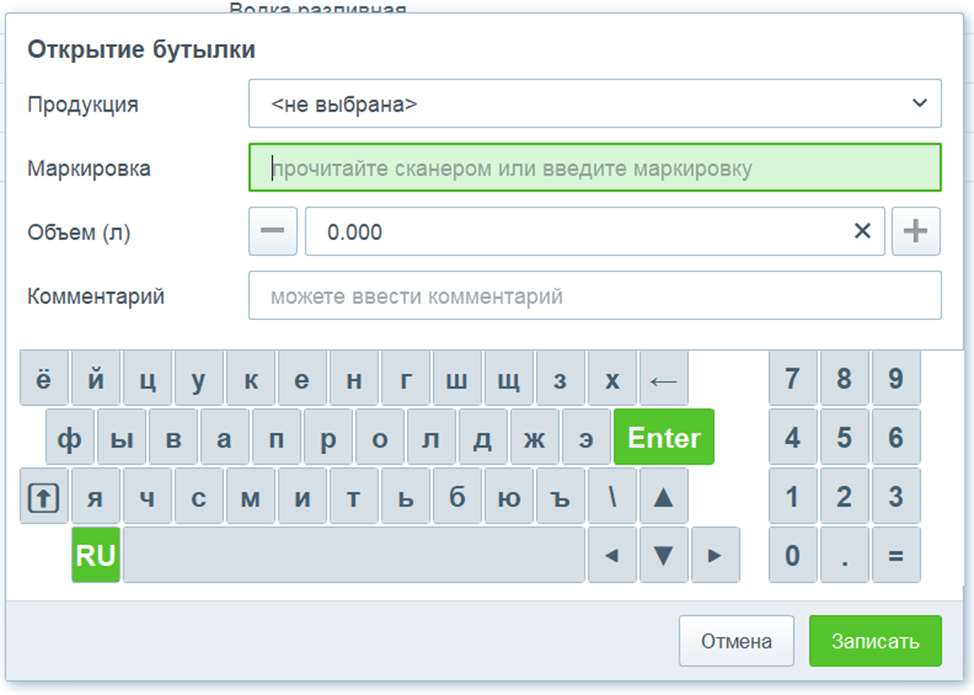 Водка разливная
Открытие бутылки
Продукция <не выбрана>
Маркировка прочитайте сканером или введите маркировку
Объем (л) 0.000
Комментарий можете ввести комментарий
ё й ц у к е н г ш щ з х ← 7 8 9
ф ы в а п р о л д ж э Enter 4 5 6
я ч с м и т ь б ю ъ \ ▲ 1 2 3
RU ◄ ▼ ► 0 . =
Отмена Записать